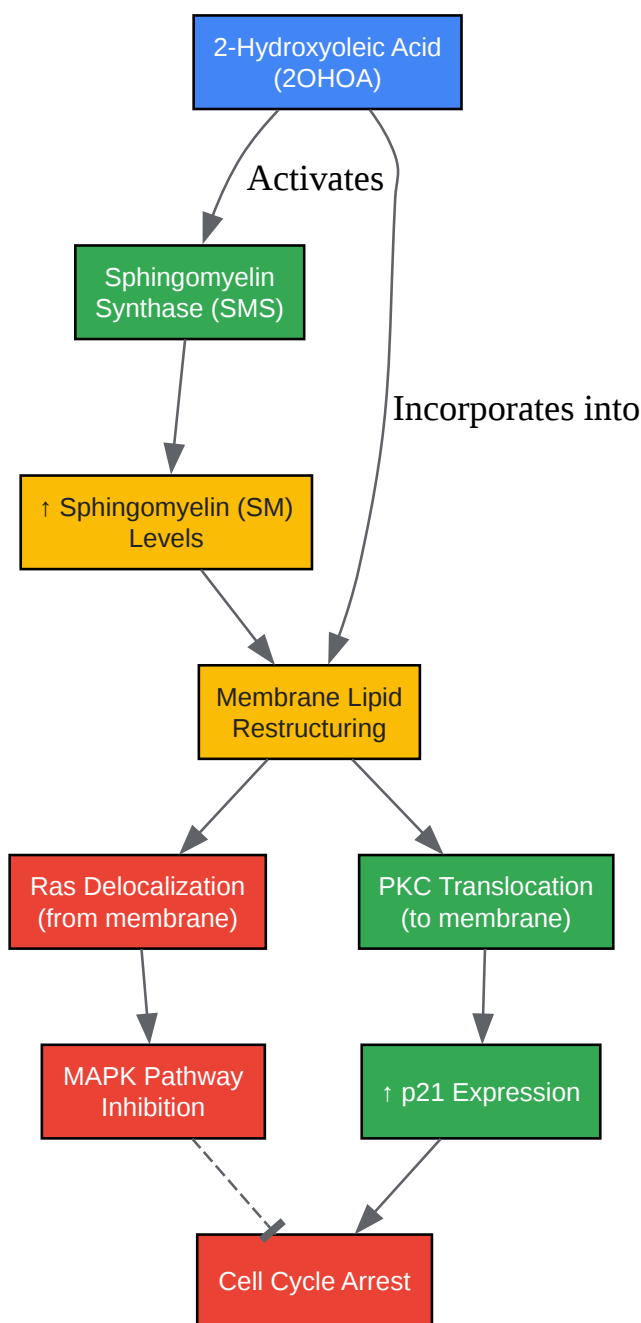 2-Hydroxyoleic Acid
(2OHOA)
Activates
Sphingomyelin
Synthase (SMS)
Incorporates into
↑ Sphingomyelin (SM)
Levels
Membrane Lipid
Restructuring
Ras Delocalization
(from membrane)
PKC Translocation
(to membrane)
MAPK Pathway
Inhibition
↑ p21 Expression
Cell Cycle Arrest